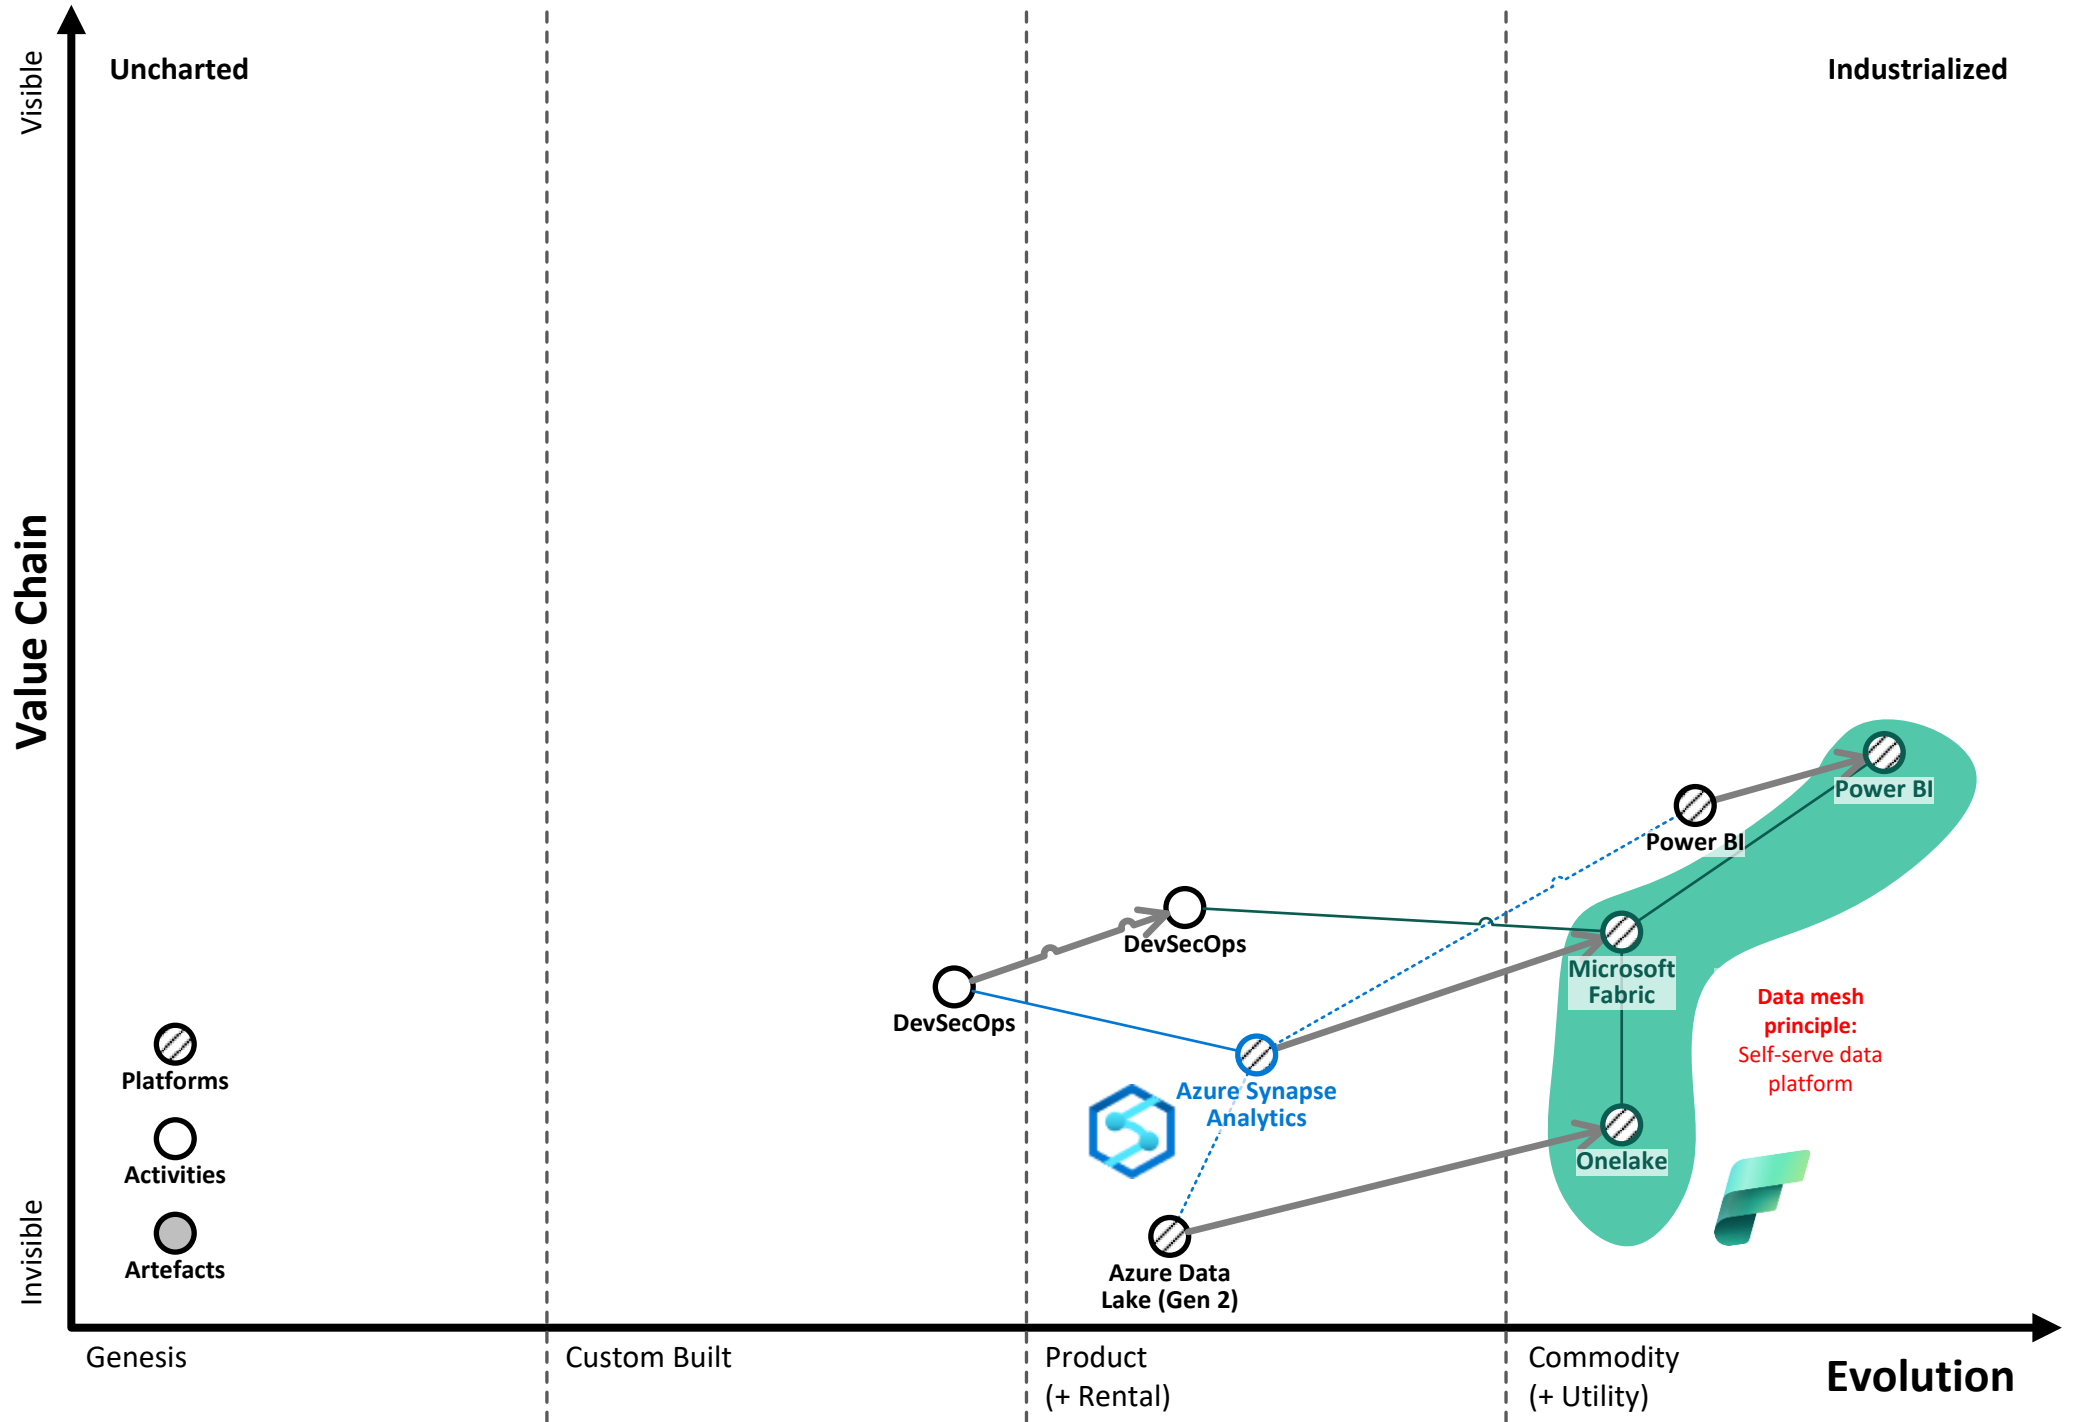 Visible
Uncharted
Industrialized
Value Chain
Power BI
Power BI
DevSecOps
Microsoft
Fabric
DevSecOps
Data mesh
principle:
Self-serve data
platform
Platforms
Azure Synapse
Analytics
Activities
Onelake
Invisible
Artefacts
Azure Data
Lake (Gen 2)
Genesis
Custom Built
Product
(+ Rental)
Commodity
(+ Utility)
Evolution